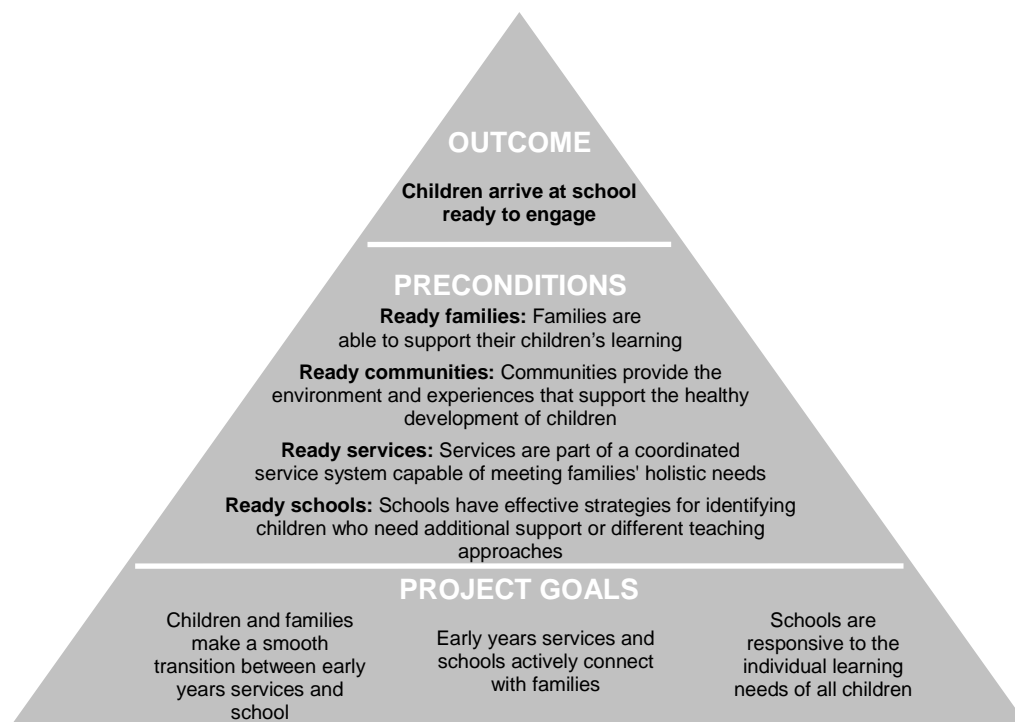 OUTCOME
Children arrive at school
ready to engage
PRECONDITIONS
Ready families: Families are
able to support their children’s learning
Ready communities: Communities provide the
environment and experiences that support the healthy
development of children
Ready services: Services are part of a coordinated
service system capable of meeting families' holistic needs
Ready schools: Schools have effective strategies for identifying
children who need additional support or different teaching
approaches
PROJECT GOALS
Children and families
make a smooth
transition between early
years services and
school
Early years services and
schools actively connect
with families
Schools are
responsive to the
individual learning
needs of all children